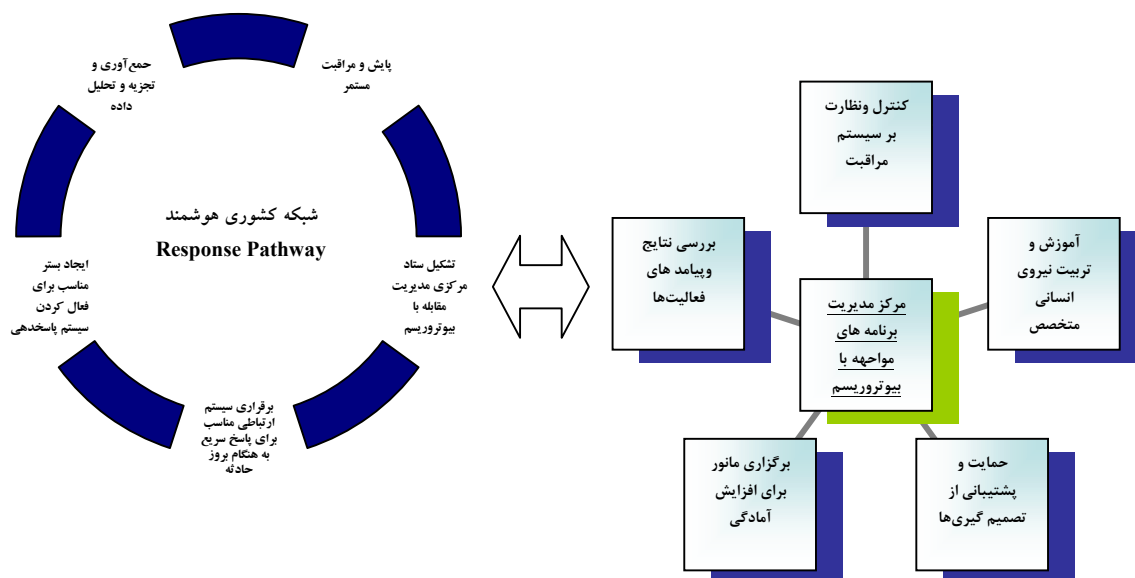 پایش و مراقبت
مستمر
حمع‌آوری و
تجزیه و تحلیل
داده
شبکه کشوری هوشمند
Response Pathway
تشکیل ستاد
مرکزی مدیریت
مقابله با
بیوتروریسم
ایجاد بستر
مناسب برای
فعال کردن
سیستم پاسخدهی
برقراری سیستم
ارتباطی مناسب
برای پاسخ سریع
به هنگام بروز
حادثه
کنترل ونظارت
بر سیستم
مراقبت
آموزش و
تربیت نیروی
انسانی
متخصص
بررسی نتایج
وپیامد های
فعالیت‌ها
مرکز مدیریت
برنامه های
مواجهه با
بیوتروریسم
حمایت و
پشتیبانی از
تصمیم گیری‌ها
برگزاری مانور
برای افزایش
آمادگی